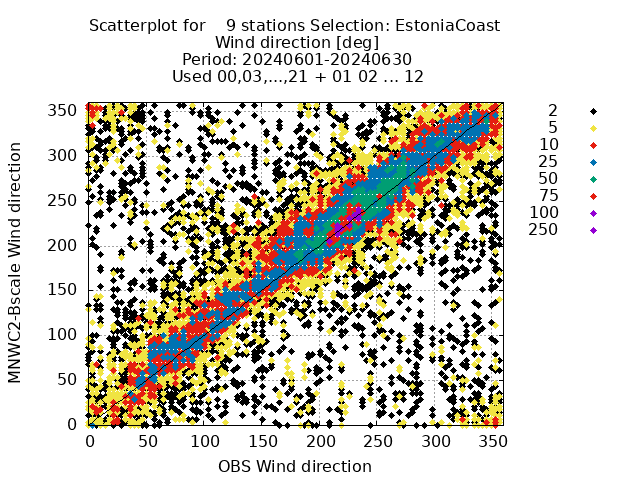 Scatterplot for 9 stations Selection: EstoniaCoast
Wind direction [deg]
Period: 20240601-20240630
Used 00,03,...,21 + 01 02 ... 12
MNWC2-Bscale Wind direction
350
300
250
200
150
100
50
0
0 50 100 150 200 250 300 350
OBS Wind direction
2
5
10
25
50
75
100
250